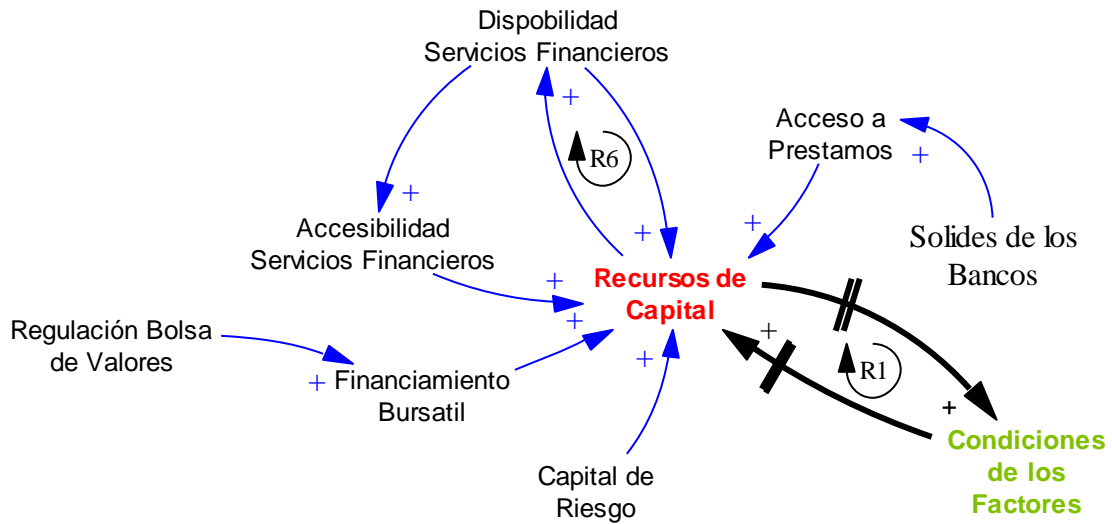 Dispobilidad
Servicios Financieros
+
R6
Acceso a
Prestamos
+
+
Accesibilidad
Servicios Financieros
+
+
+
Solides de los
Bancos
Recursos de
Capital
+
+
+
+
R1
Regulación Bolsa
de Valores
+
Financiamiento
Bursatil
+
Condiciones
de los
Factores
Capital de
Riesgo